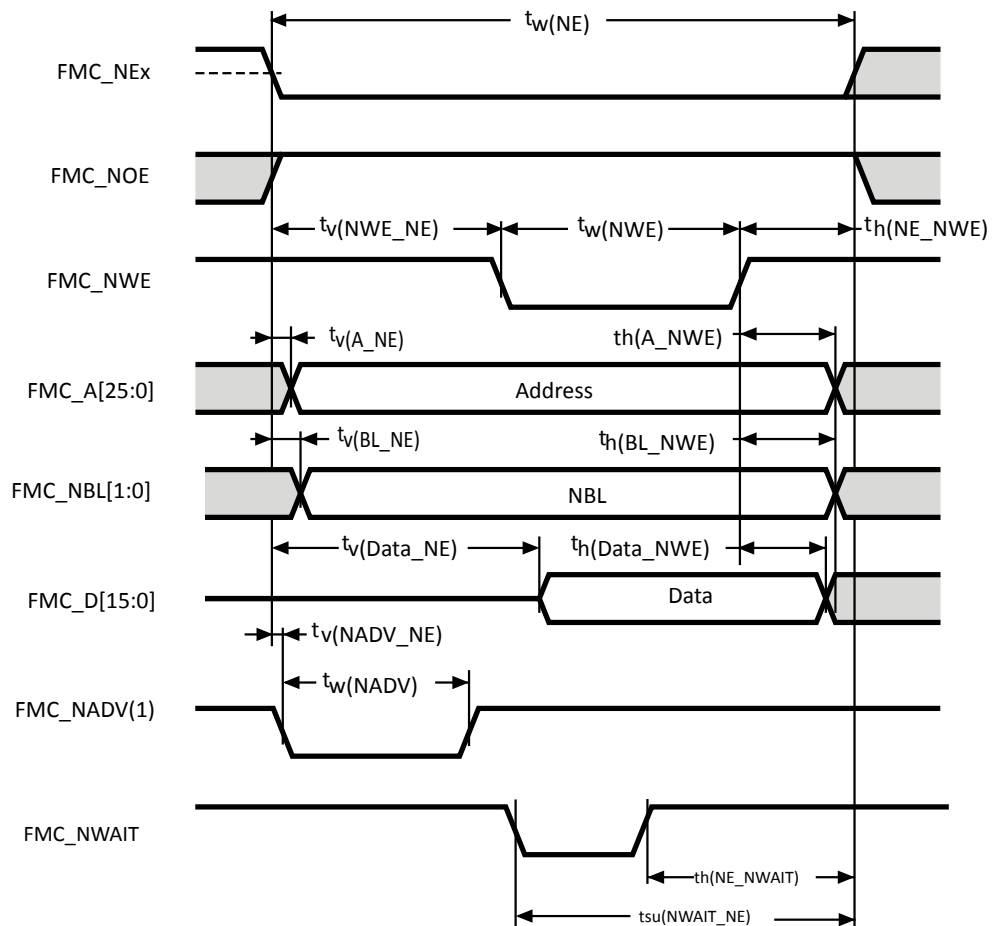 tw(NE)
FMC_NEx
FMC_NOE
tv(NWE_NE)
tw(NWE)
th(NE_NWE)
FMC_NWE
tv(A_NE)
th(A_NWE)
FMC_A[25:0]
Address
tv(BL_NE)
th(BL_NWE)
FMC_NBL[1:0]
NBL
tv(Data_NE)
th(Data_NWE)
FMC_D[15:0]
Data
tv(NADV_NE)
tw(NADV)
FMC_NADV(1)
FMC_NWAIT
th(NE_NWAIT)
tsu(NWAIT_NE)